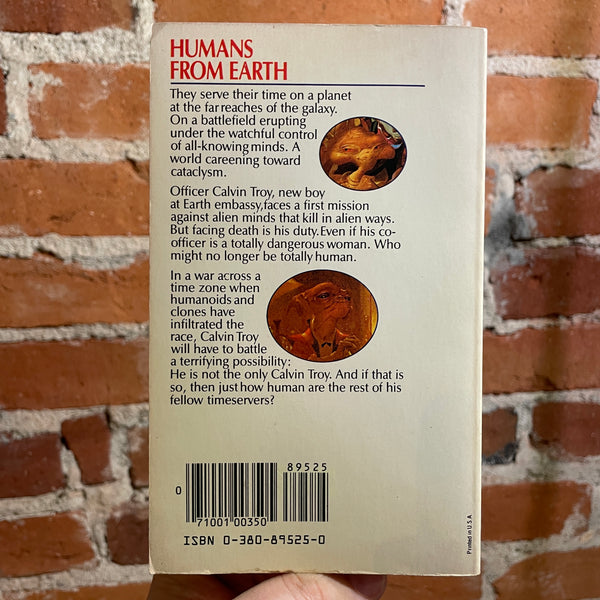 HUMANS
FROM EARTH
They serve their time on a planet
at the far reaches of the galaxy.
On a battlefield erupting
under the watchful control
of all-knowing minds. A
world careening toward
cataclysm.
Officer Calvin Troy, new boy
at Earth embassy,faces a first mission
against alien minds that kill in alien ways.
But facing death is his duty.Even if his co-
officer is a totally dangerous woman. Who
might no longer be totally human.
In a war across a
time zone when
humanoids and
clones have
infiltrated the
race, Calvin Troy
will have to battle
a terrifying possibility:
He is not the only Calvin Troy. And if that is
so, then just how human are the rest of his
fellow timeservers?
89525
0
71001 00350
ISBN 0-380-89525-0
Printed in U.S.A.